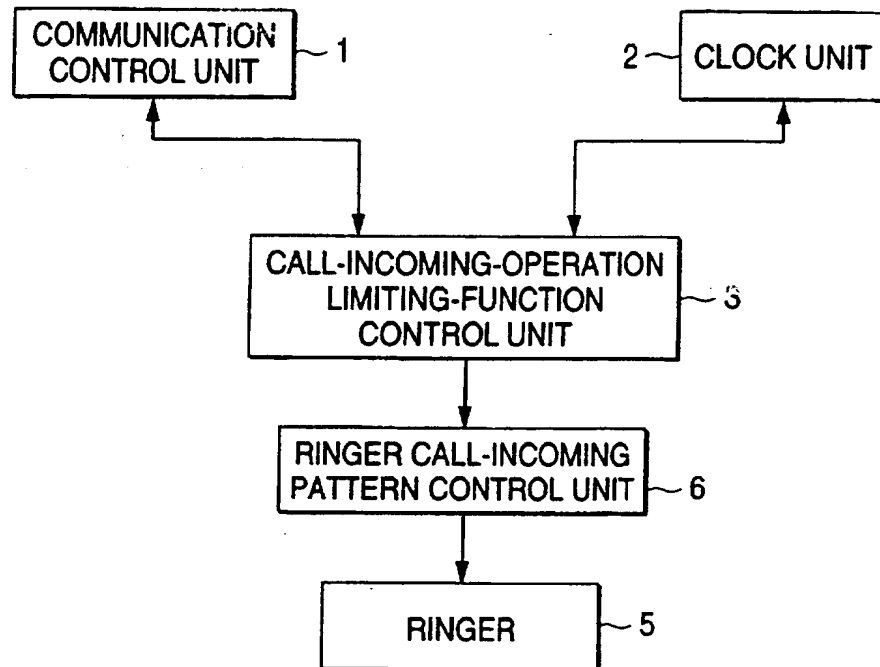 COMMUNICATION
CONTROL UNIT
1
2
CLOCK UNIT
CALL-INCOMING-OPERATION
LIMITING-FUNCTION
CONTROL UNIT
3
RINGER CALL-INCOMING
PATTERN CONTROL UNIT
6
RINGER
5